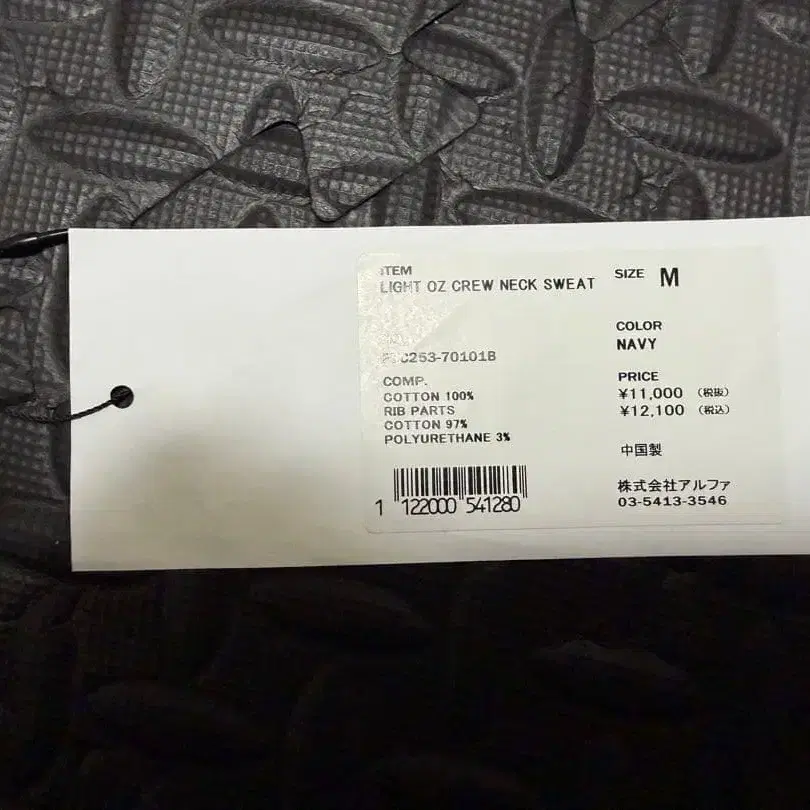 ITEM
LIGHT OZ CREW NECK SWEAT
SIZE M
COLOR
NAVY
COMP.
COTTON 100%
RIB PARTS
COTTON 97%
POLYURETHANE 3%
PRICE
¥11,000 (税抜)
¥12,100 (税込)
中国製
株式会社アルファ
03-5413-3546
1 122000 541280